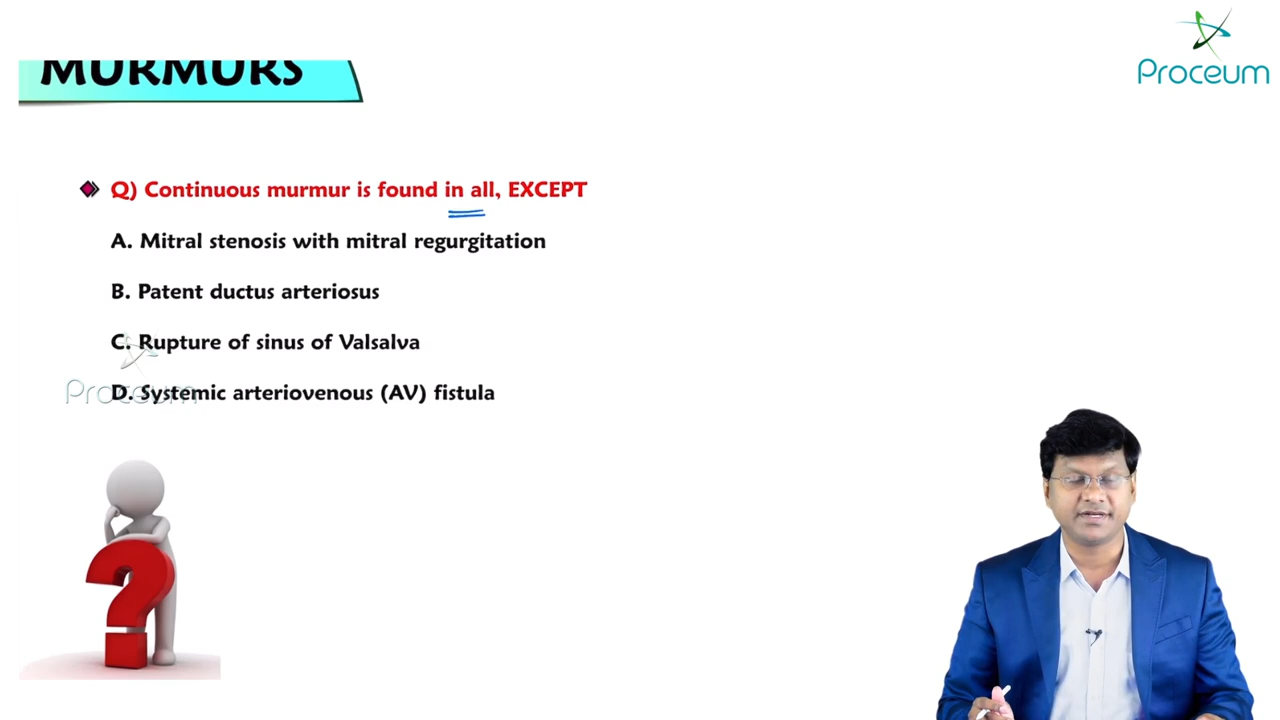 MURMURS
Proceum
Q) Continuous murmur is found in all, EXCEPT
A. Mitral stenosis with mitral regurgitation
B. Patent ductus arteriosus
C. Rupture of sinus of Valsalva
Proceum
D. Systemic arteriovenous (AV) fistula
?